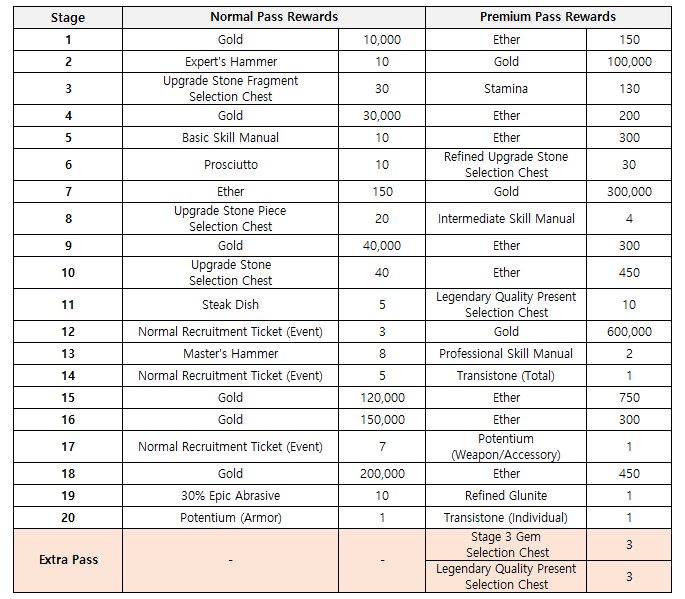 Stage Normal Pass Rewards Premium Pass Rewards
1 Gold 10,000 Ether 150
2 Expert's Hammer 10 Gold 100,000
3 Upgrade Stone Fragment
Selection Chest 30 Stamina 130
4 Gold 30,000 Ether 200
5 Basic Skill Manual 10 Ether 300
6 Prosciutto 10 Refined Upgrade Stone
Selection Chest 30
7 Ether 150 Gold 300,000
8 Upgrade Stone Piece
Selection Chest 20 Intermediate Skill Manual 4
9 Gold 40,000 Ether 300
10 Upgrade Stone
Selection Chest 40 Ether 450
11 Steak Dish 5 Legendary Quality Present
Selection Chest 10
12 Normal Recruitment Ticket (Event) 3 Gold 600,000
13 Master's Hammer 8 Professional Skill Manual 2
14 Normal Recruitment Ticket (Event) 5 Transistone (Total) 1
15 Gold 120,000 Ether 750
16 Gold 150,000 Ether 300
17 Normal Recruitment Ticket (Event) 7 Potentium
(Weapon/Accessory) 1
18 Gold 200,000 Ether 450
19 30% Epic Abrasive 10 Refined Glunite 1
20 Potentium (Armor) 1 Transistone (Individual) 1
Extra Pass - - Stage 3 Gem
Selection Chest 3
Legendary Quality Present
Selection Chest 3